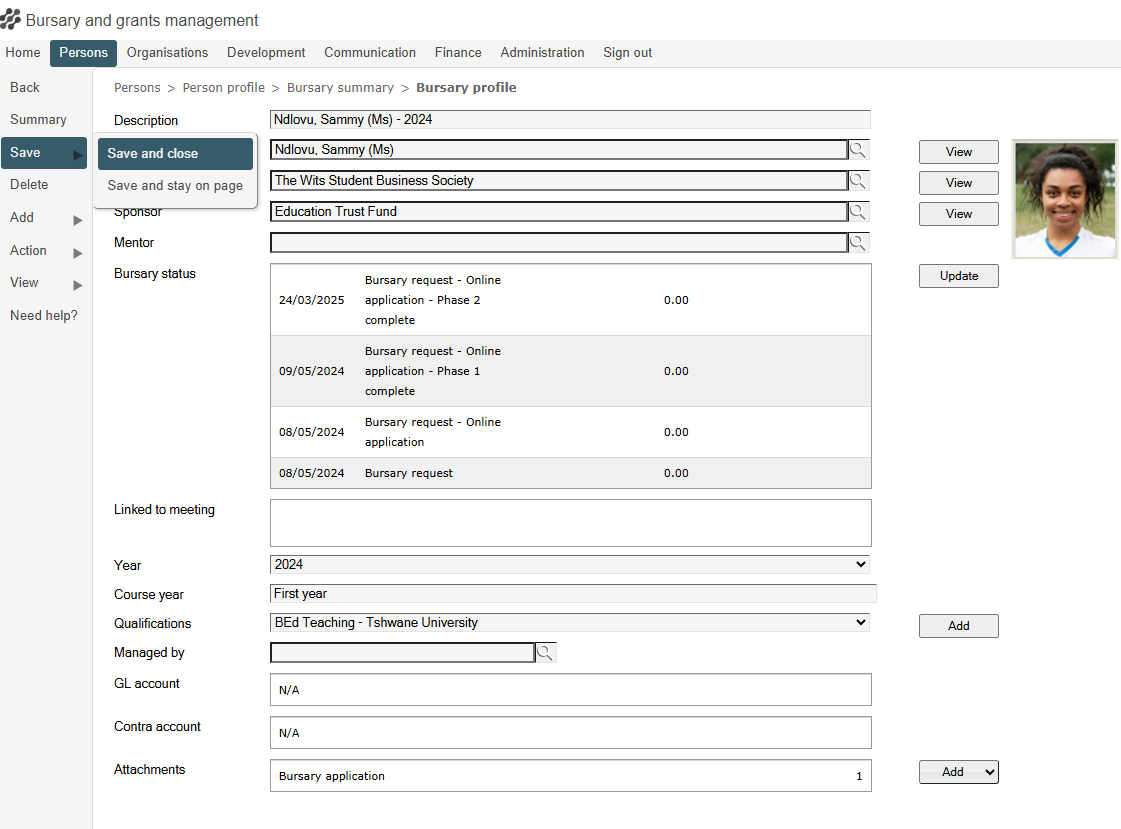 Bursary and grants management
Home Persons Organisations Development Communication Finance Administration Sign out
Back
Summary
Save
Delete
Add
Action
View
Need help?
Save and close
Save and stay on page
Persons > Person profile > Bursary summary > Bursary profile
Description Ndlovu, Sammy (Ms) - 2024
Ndlovu, Sammy (Ms) View
The Wits Student Business Society View
Sponsor Education Trust Fund View
Mentor
Bursary status Update
24/03/2025 Bursary request - Online 0.00
application - Phase 2
complete
09/05/2024 Bursary request - Online 0.00
application - Phase 1
complete
08/05/2024 Bursary request - Online 0.00
application
08/05/2024 Bursary request 0.00
Linked to meeting
Year 2024
Course year First year
Qualifications BEd Teaching - Tshwane University Add
Managed by
GL account N/A
Contra account N/A
Attachments Bursary application 1 Add